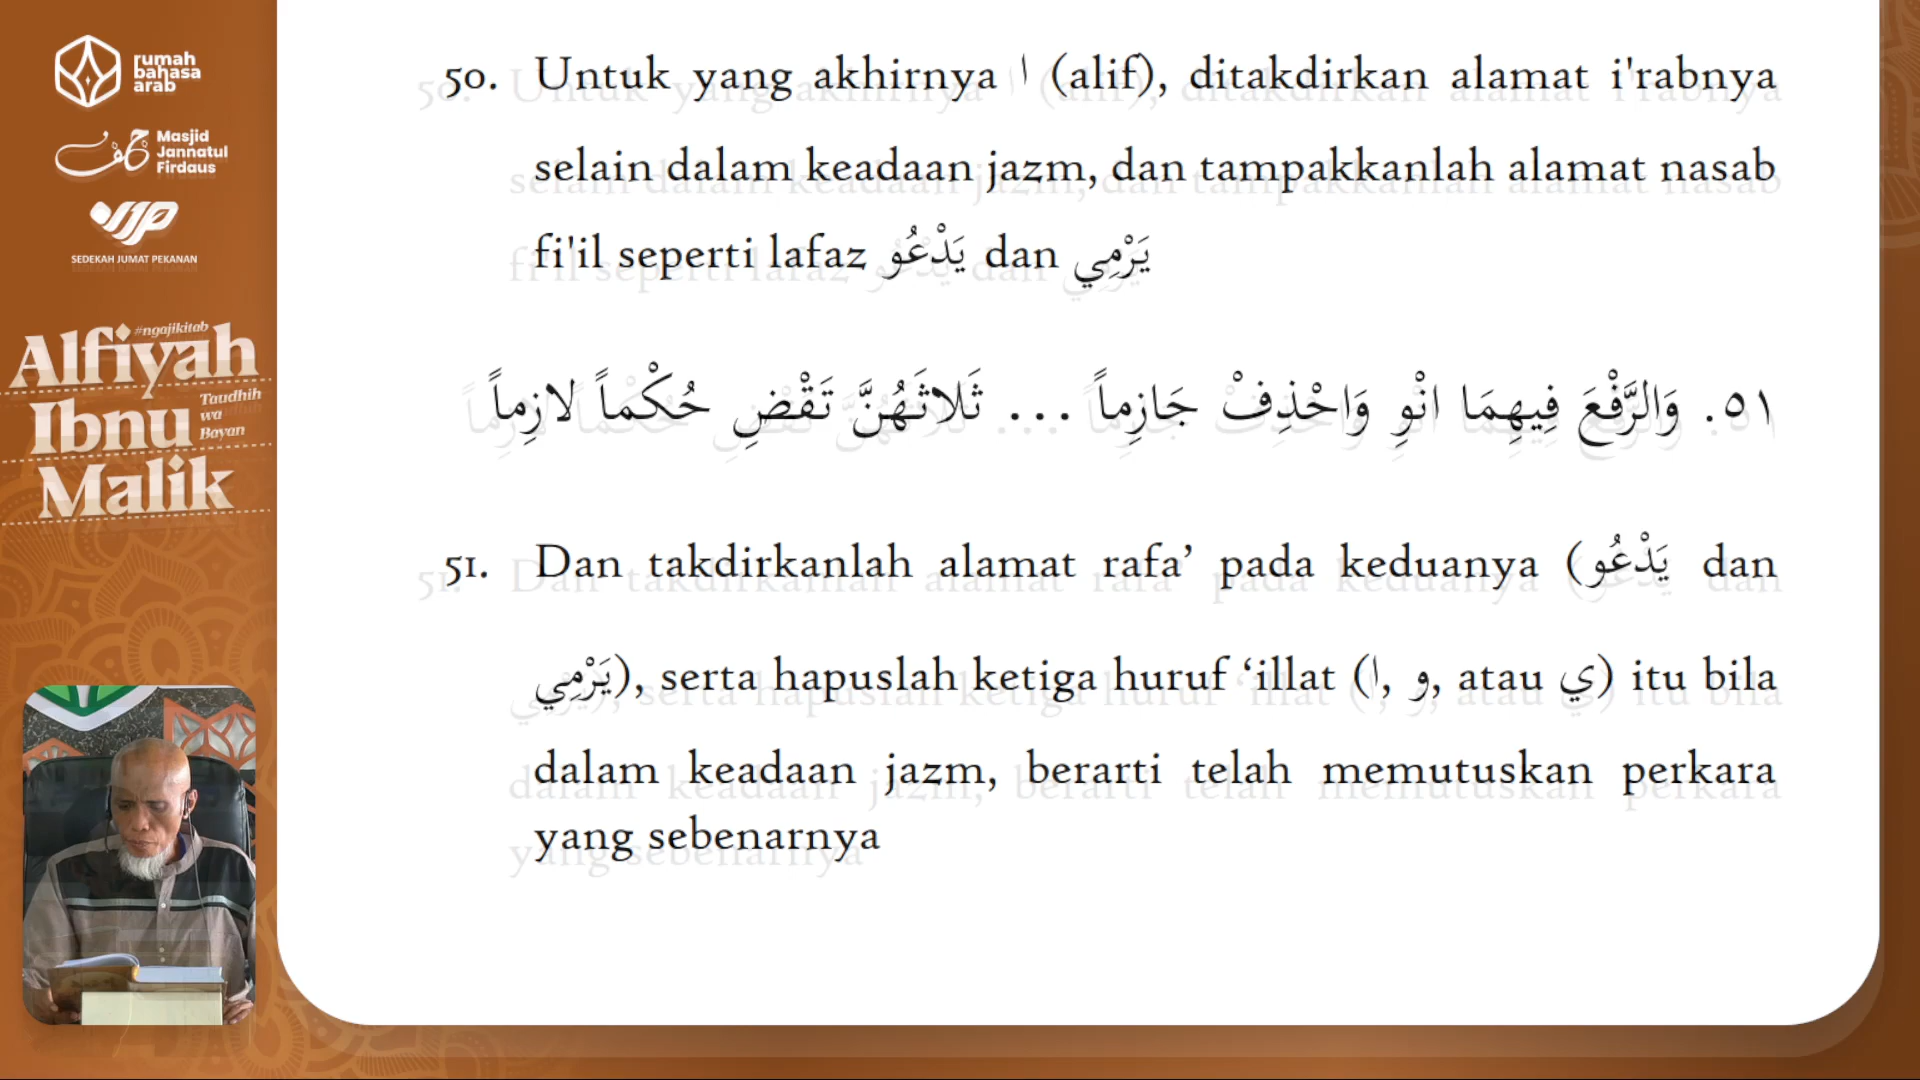 rumah
bahasa
arab
Masjid
Jannatul
Firdaus
SEDEKAH JUMAT PEKANAN
#ngajikitab
Alfiyah
Ibnu
Taudhih
wa
Bayan
Malik
50. Untuk yang akhirnya ا (alif), ditakdirkan alamat i'rabnya
selain dalam keadaan jazm, dan tampakkanlah alamat nasab
fi'il seperti lafaz يَدْعُو dan يَرْمِي
٥١. وَالرَّفْعَ فِيهِمَا انْوِ وَاحْذِفْ جَازِماً ... ثَلاثَهُنَّ تَقْضِ حُكْماً لازِماً
51. Dan takdirkanlah alamat rafa’ pada keduanya (يَدْعُو dan
يَرْمِي), serta hapuslah ketiga huruf ‘illat (ا, و, atau ي) itu bila
dalam keadaan jazm, berarti telah memutuskan perkara
yang sebenarnya